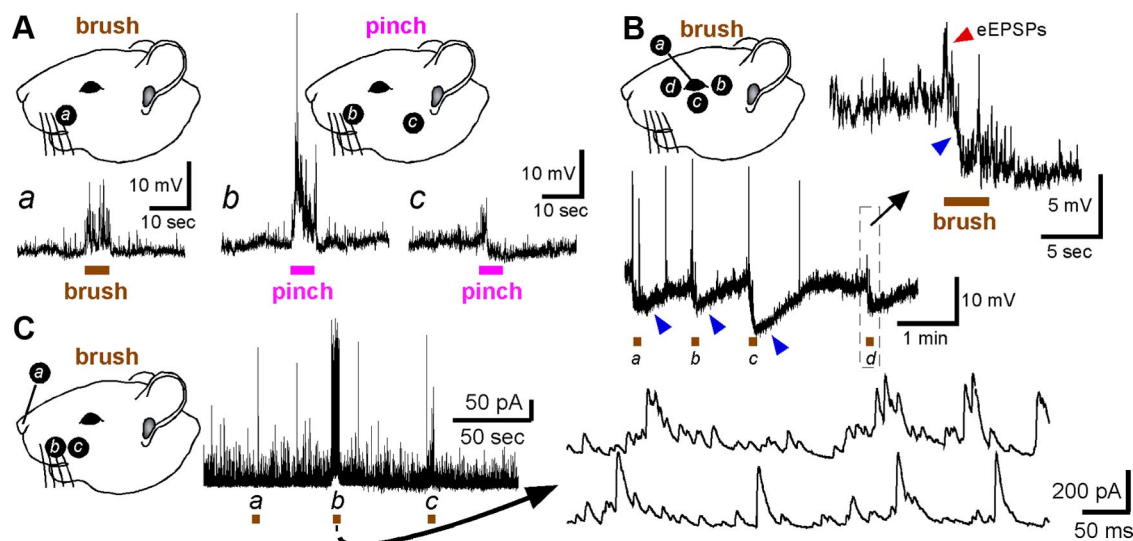 A
brush
pinch
a
b
c
10 mV
10 sec
a
b
c
10 mV
10 sec
brush
pinch
pinch
B
brush
a
d
b
c
eEPSPs
brush
5 mV
5 sec
10 mV
1 min
a
b
c
d
C
brush
a
b
c
50 pA
50 sec
a
b
c
200 pA
50 ms